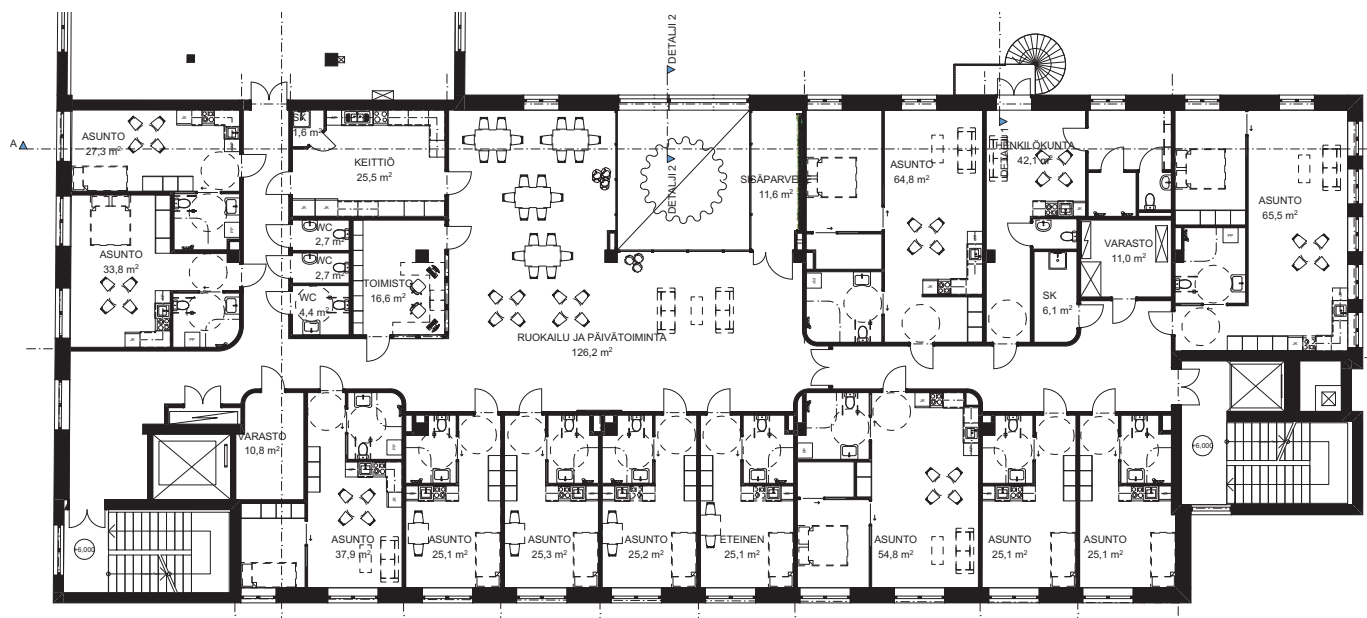 DETALJI 2
A
ASUNTO
27,3 m²
SK
1,6 m²
KEITTIÖ
25,5 m²
DETALJI 2
SISÄPARVEKE
11,6 m²
ASUNTO
64,8 m²
DETALJI 1
HENKILÖKUNTA
42,1 m²
ASUNTO
65,5 m²
ASUNTO
33,8 m²
WC
2,7 m²
WC
2,7 m²
WC
4,4 m²
TOIMISTO
16,6 m²
VARASTO
11,0 m²
SK
6,1 m²
RUOKAILU JA PÄIVÄTOIMINTA
126,2 m²
VARASTO
10,8 m²
+6,000
+6,000
ASUNTO
37,9 m²
ASUNTO
25,1 m²
ASUNTO
25,3 m²
ASUNTO
25,2 m²
ETEINEN
25,1 m²
ASUNTO
54,8 m²
ASUNTO
25,1 m²
ASUNTO
25,1 m²